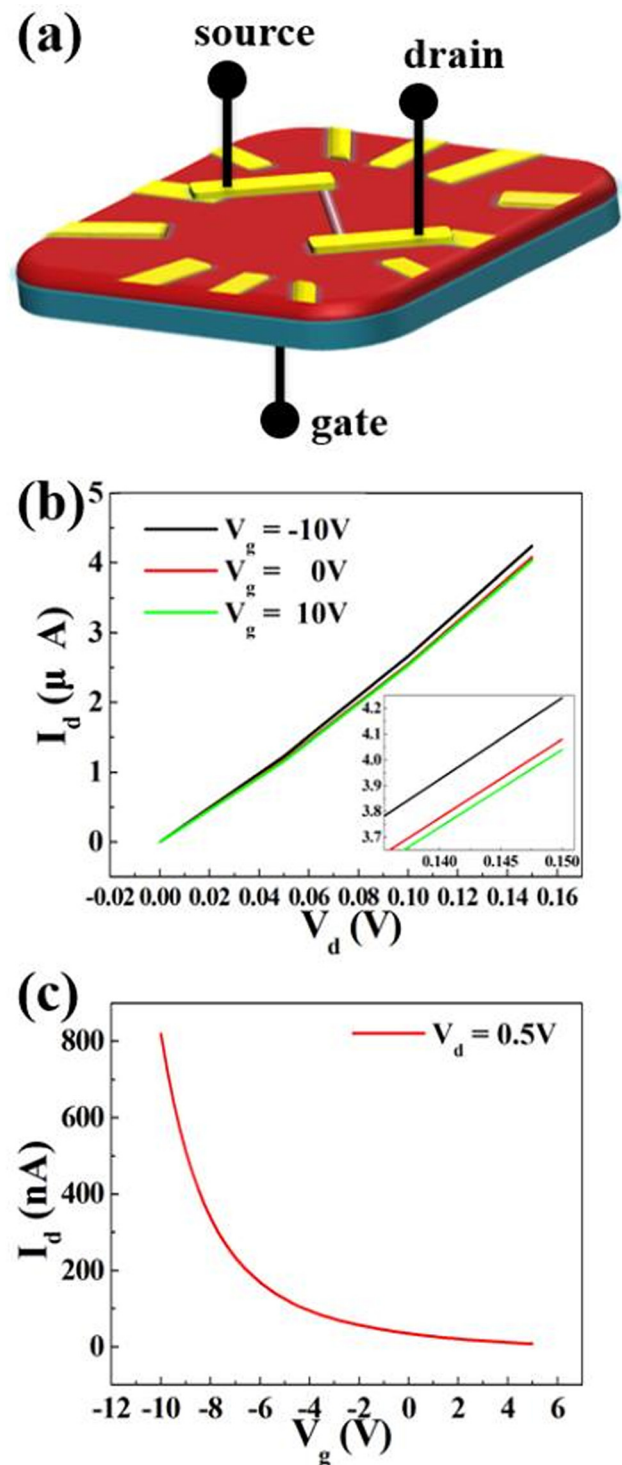 (a)
source
drain
gate
(b)
5
4
3
2
1
0
I_d (μ A)
V_g = -10V
V_g = 0V
V_g = 10V
4.2
4.1
4.0
3.9
3.8
3.7
0.140 0.145 0.150
-0.02 0.00 0.02 0.04 0.06 0.08 0.10 0.12 0.14 0.16
V_d (V)
(c)
800
600
400
200
0
I_d (nA)
V_d = 0.5V
-12 -10 -8 -6 -4 -2 0 2 4 6
V_g (V)